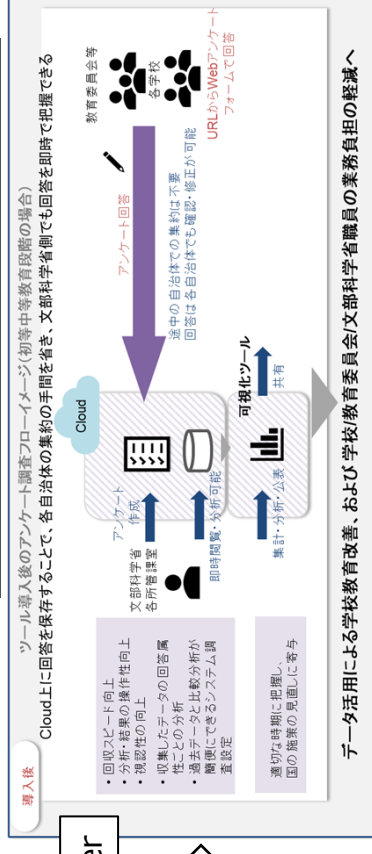 導入後
ツール導入後のアンケート調査フローイメージ(初等中等教育段階の場合)
Cloud上に回答を保存することで、各自治体の集約の手間を省き、文部科学省側でも回答を即時で把握できる
・回収スピード向上
・分析・結果の操作性向上
・視認性の向上
・収集したデータの回答属
性ごとの分析
・過去データと比較分析が
簡便にできるシステム調
査設定
適切な時期に把握し、
国の施策の見直しに寄与
文部科学省
各所管課室
アンケート
作成
即時閲覧・分析可能
集計・分析・公表
Cloud
可視化ツール
共有
アンケート回答
途中の自治体での集約は不要
回答は各自治体でも確認・修正が可能
教育委員会等
各学校
URLからWebアンケート
フォームで回答
データ活用による学校教育改善、および 学校/教育委員会/文部科学省職員の業務負担の軽減へ
er